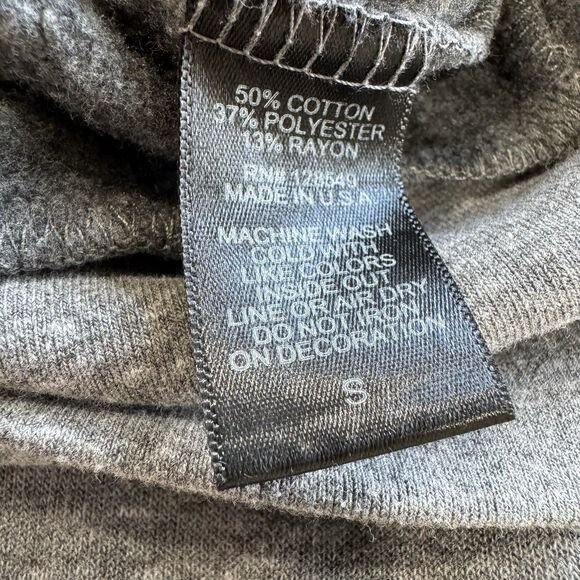 50% COTTON
37% POLYESTER
13% RAYON
RN#
MADE IN U.S.A
MACHINE WASH
COLD WITH
LIKE COLORS
INSIDE OUT
LINE OR AIR DRY
DO NOT IRON
ON DECORATION
S